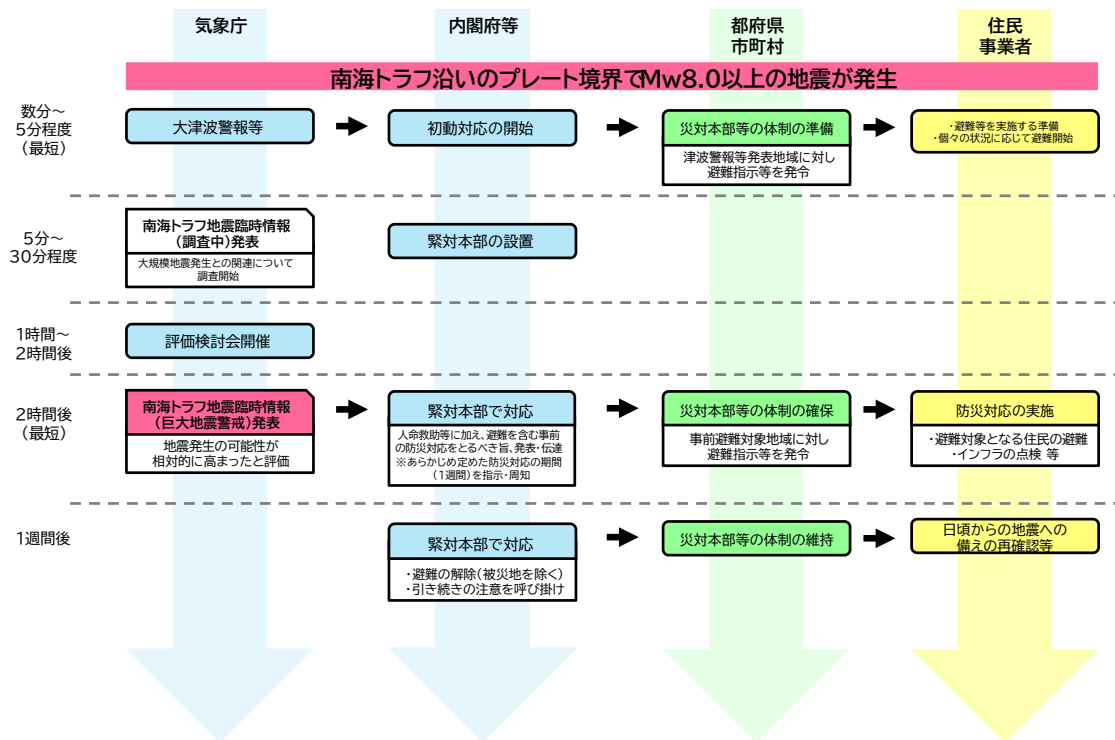 気象庁
内閣府等
都府県
市町村
住民
事業者
南海トラフ沿いのプレート境界でMw8.0以上の地震が発生
数分～
5分程度
（最短）
大津波警報等
初動対応の開始
災対本部等の体制の準備
津波警報等発表地域に対し
避難指示等を発令
・避難等を実施する準備
・個々の状況に応じて避難開始
5分～
30分程度
南海トラフ地震臨時情報
（調査中）発表
大規模地震発生との関連について
調査開始
緊対本部の設置
1時間～
2時間後
評価検討会開催
2時間後
（最短）
南海トラフ地震臨時情報
（巨大地震警戒）発表
地震発生の可能性が
相対的に高まったと評価
緊対本部で対応
人命救助等に加え、避難を含む事前
の防災対応をとるべき旨、発表・伝達
※あらかじめ定めた防災対応の期間
（1週間）を指示・周知
災対本部等の体制の確保
事前避難対象地域に対し
避難指示等を発令
防災対応の実施
・避難対象となる住民の避難
・インフラの点検 等
1週間後
緊対本部で対応
・避難の解除（被災地を除く）
・引き続きの注意を呼び掛け
災対本部等の体制の維持
日頃からの地震への
備えの再確認等